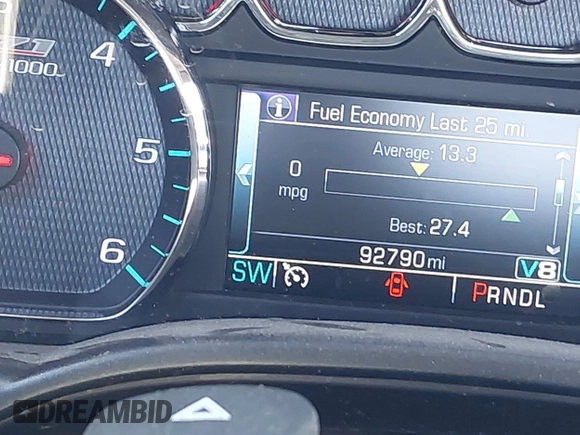 Z71
1000
4
5
6
Fuel Economy Last 25 mi.
Average: 13.3
0
mpg
Best: 27.4
92790 mi
V8
SW
PRNDL
DREAMBID